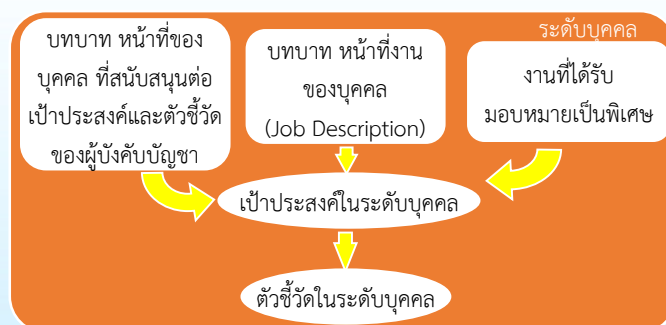 ระดับบุคคล
บทบาท หน้าที่ของ
บุคคล ที่สนับสนุนต่อ
เป้าประสงค์และตัวชี้วัด
ของผู้บังคับบัญชา
บทบาท หน้าที่งาน
ของบุคคล
(Job Description)
งานที่ได้รับ
มอบหมายเป็นพิเศษ
เป้าประสงค์ในระดับบุคคล
ตัวชี้วัดในระดับบุคคล